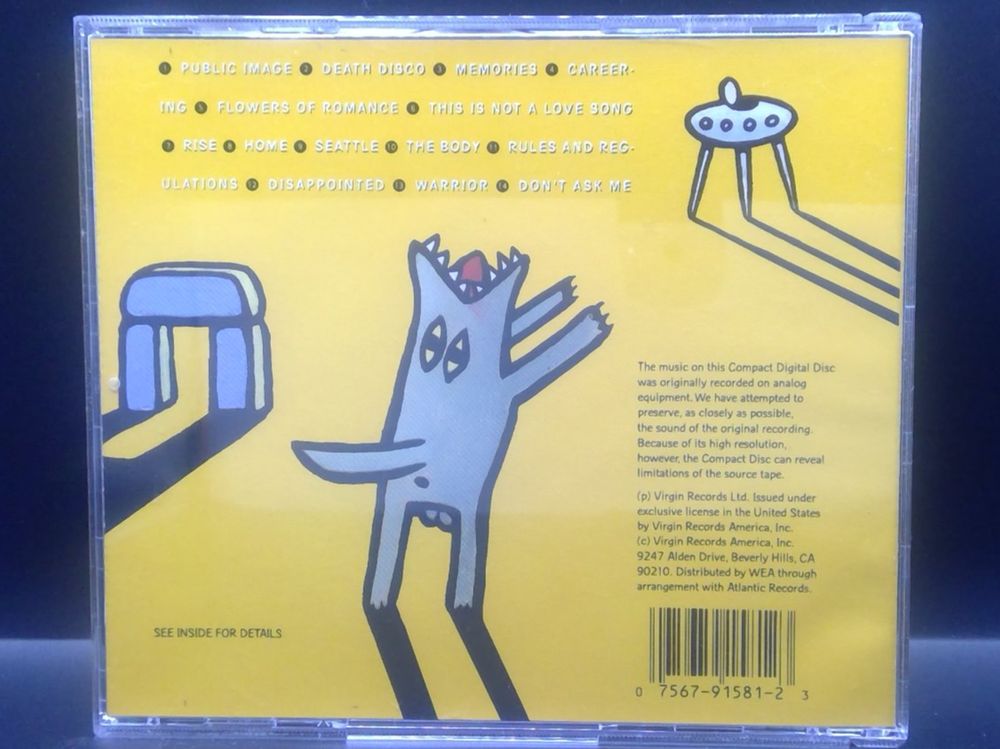 1 PUBLIC IMAGE 2 DEATH DISCO 3 MEMORIES 4 CAREER-
ING 5 FLOWERS OF ROMANCE 6 THIS IS NOT A LOVE SONG
7 RISE 8 HOME 9 SEATTLE 10 THE BODY 11 RULES AND REG-
ULATIONS 12 DISAPPOINTED 13 WARRIOR 14 DON'T ASK ME
The music on this Compact Digital Disc
was originally recorded on analog
equipment. We have attempted to
preserve, as closely as possible,
the sound of the original recording.
Because of its high resolution,
however, the Compact Disc can reveal
limitations of the source tape.
(p) Virgin Records Ltd. Issued under
exclusive license in the United States
by Virgin Records America, Inc.
(c) Virgin Records America, Inc.
9247 Alden Drive, Beverly Hills, CA
90210. Distributed by WEA through
arrangement with Atlantic Records.
SEE INSIDE FOR DETAILS
0 7567-91581-2 3